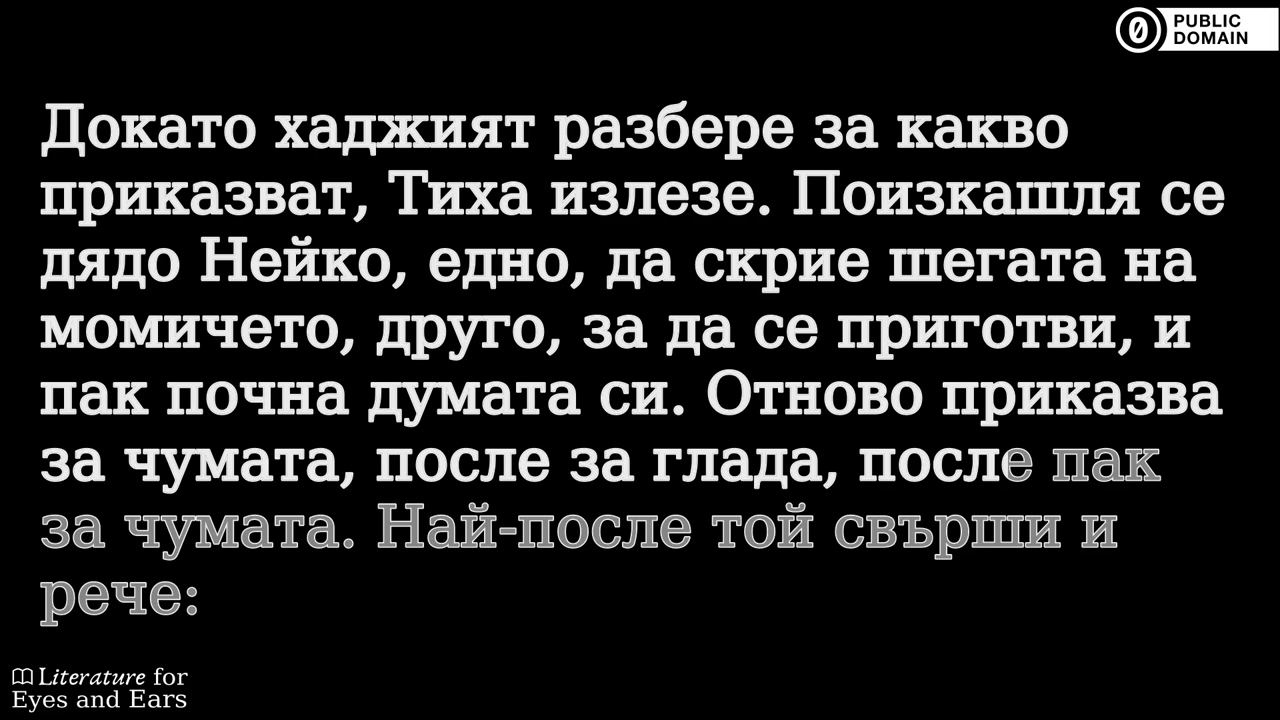 PUBLIC
DOMAIN
Докато хаджият разбере за какво
приказват, Тиха излезе. Поизкашля се
дядо Нейко, едно, да скрие шегата на
момичето, друго, за да се приготви, и
пак почна думата си. Отново приказва
за чумата, после за глада, после пак
за чумата. Най-после той свърши и
рече:
Literature for
Eyes and Ears